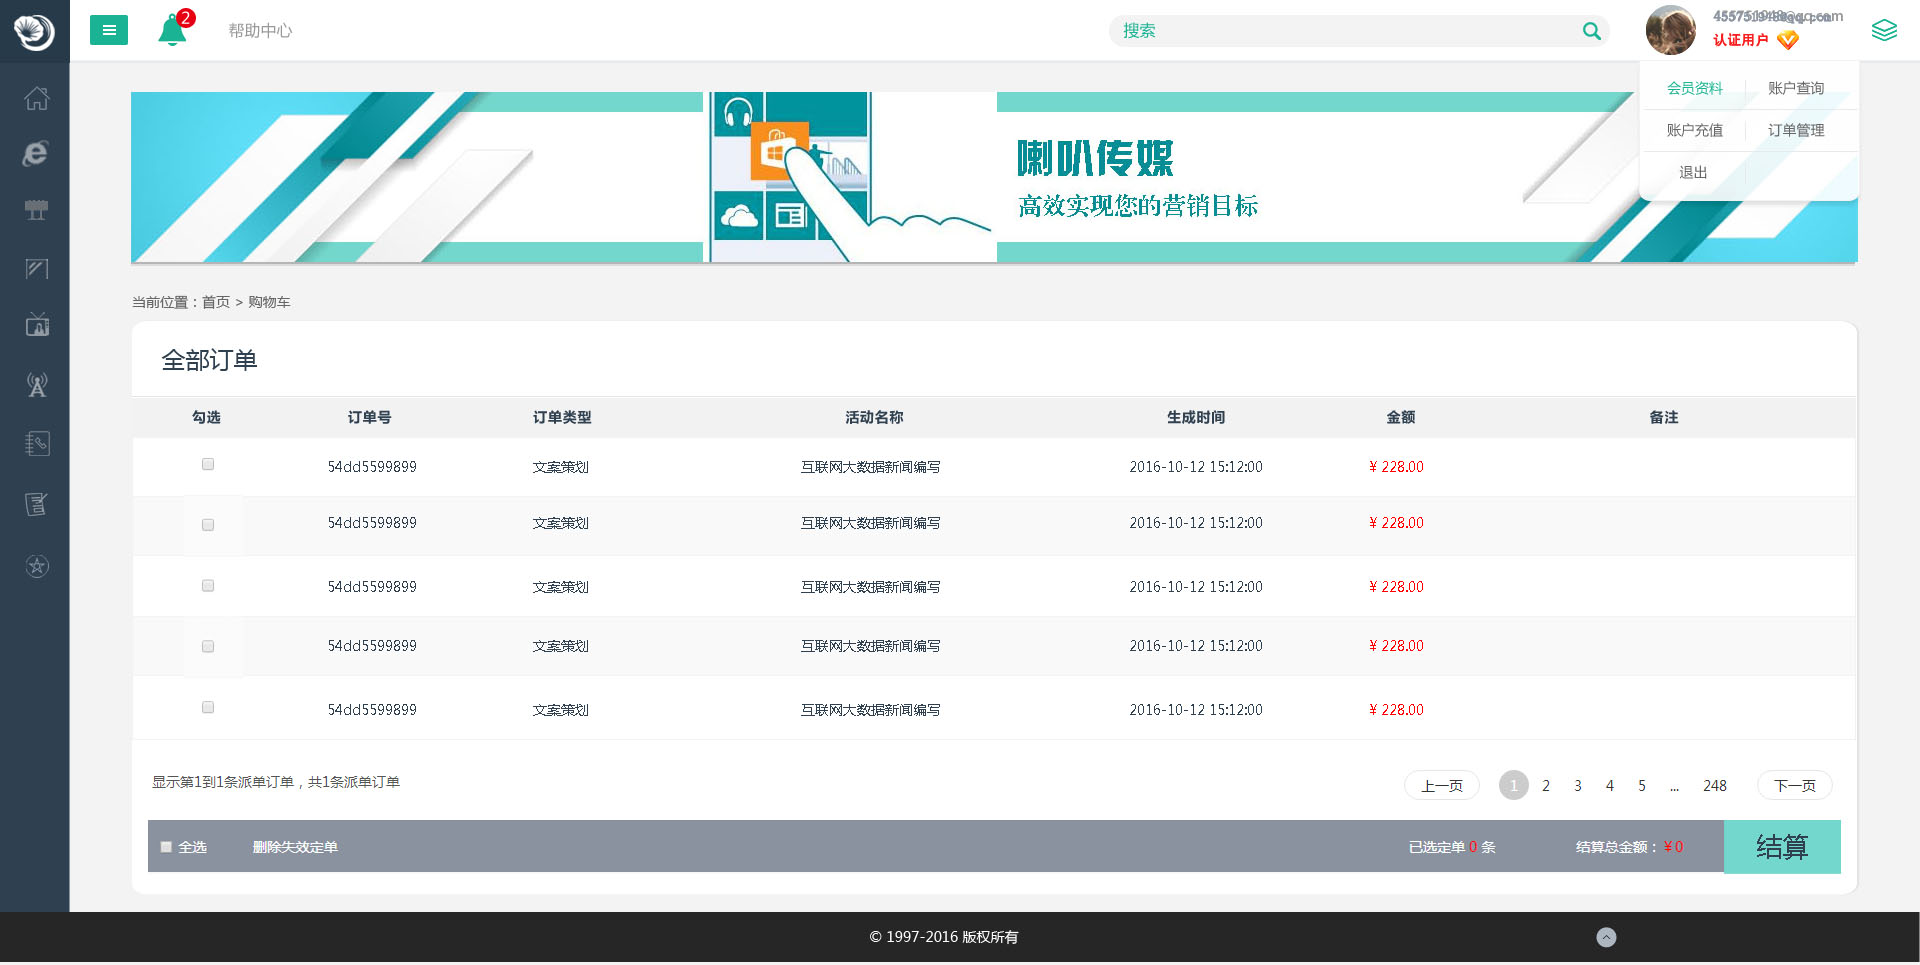 2
帮助中心
搜索
认证用户
会员资料 账户查询
账户充值 订单管理
退出
喇叭传媒
高效实现您的营销目标
当前位置：首页 > 购物车
全部订单
勾选 订单号 订单类型 活动名称 生成时间 金额 备注
54dd5599899 文案策划 互联网大数据新闻编写 2016-10-12 15:12:00 ¥ 228.00
54dd5599899 文案策划 互联网大数据新闻编写 2016-10-12 15:12:00 ¥ 228.00
54dd5599899 文案策划 互联网大数据新闻编写 2016-10-12 15:12:00 ¥ 228.00
54dd5599899 文案策划 互联网大数据新闻编写 2016-10-12 15:12:00 ¥ 228.00
54dd5599899 文案策划 互联网大数据新闻编写 2016-10-12 15:12:00 ¥ 228.00
显示第1到1条派单订单，共1条派单订单
上一页 1 2 3 4 5 ... 248 下一页
全选 删除失效定单 已选定单 0 条 结算总金额：¥0 结算
© 1997-2016 版权所有